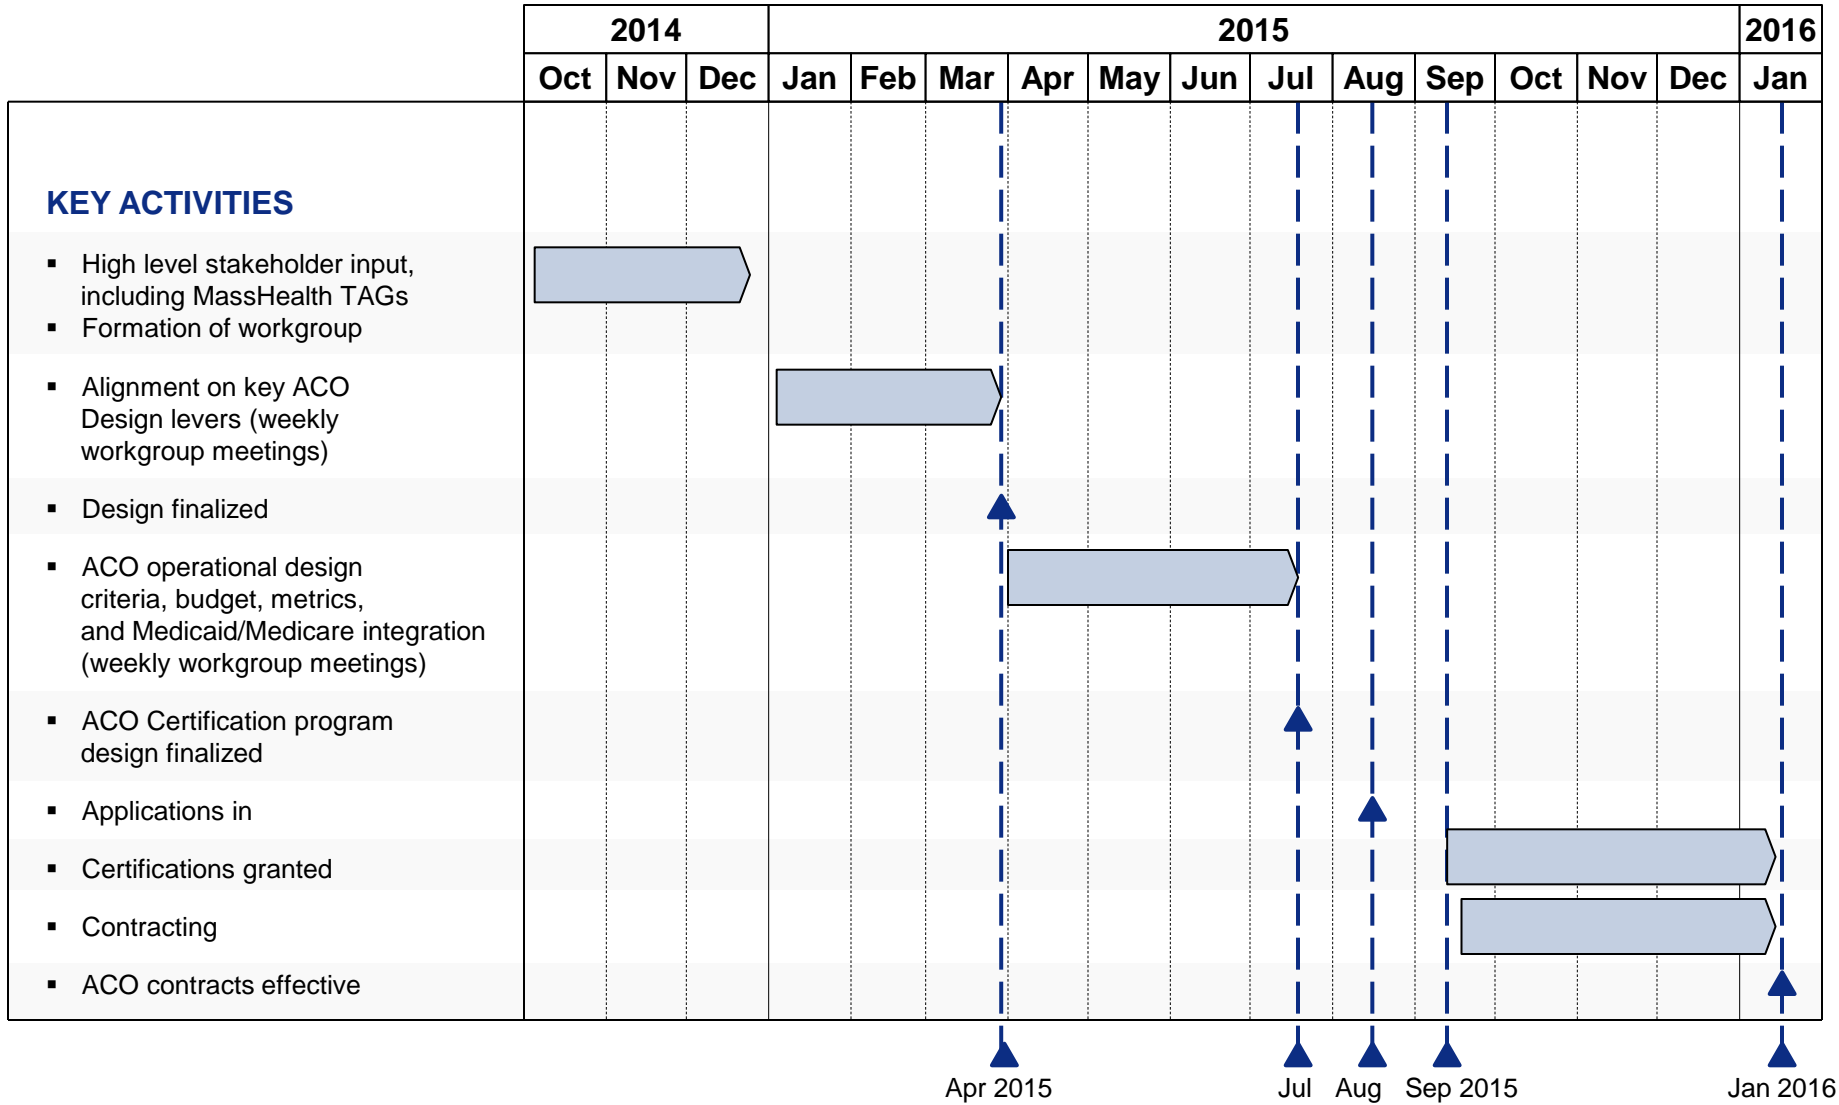 2014 2015 2016
Oct Nov Dec Jan Feb Mar Apr May Jun Jul Aug Sep Oct Nov Dec Jan
KEY ACTIVITIES
▪ High level stakeholder input,
including MassHealth TAGs
▪ Formation of workgroup
▪ Alignment on key ACO
Design levers (weekly
workgroup meetings)
▪ Design finalized
▪ ACO operational design
criteria, budget, metrics,
and Medicaid/Medicare integration
(weekly workgroup meetings)
▪ ACO Certification program
design finalized
▪ Applications in
▪ Certifications granted
▪ Contracting
▪ ACO contracts effective
Apr 2015 Jul Aug Sep 2015 Jan 2016